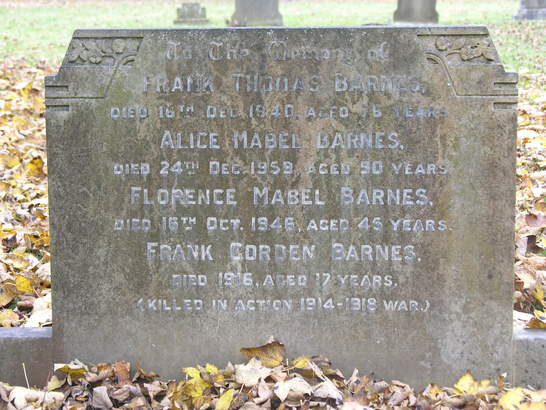 To The Memory of
FRANK THOMAS BARNES,
DIED 16TH DEC. 1940, AGED 76 YEARS
ALICE MABEL BARNES,
DIED 24TH DEC. 1959, AGED 90 YEARS
FLORENCE MABEL BARNES,
DIED 16TH OCT. 1946, AGED 45 YEARS.
FRANK GORDEN BARNES.
DIED 1916, AGED 17 YEARS.
(KILLED IN ACTION 1914-1918 WAR.)